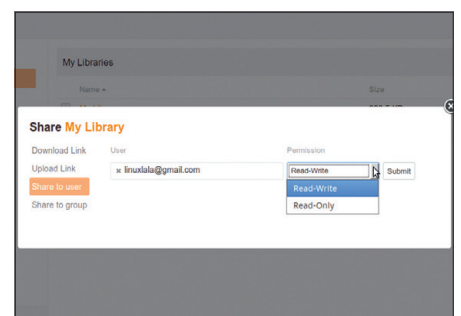 My Libraries
Name
Size
Share My Library
Download Link
User
Permission
Upload Link
linuxlala@gmail.com
Read-Write
Submit
Share to user
Read-Write
Share to group
Read-Only